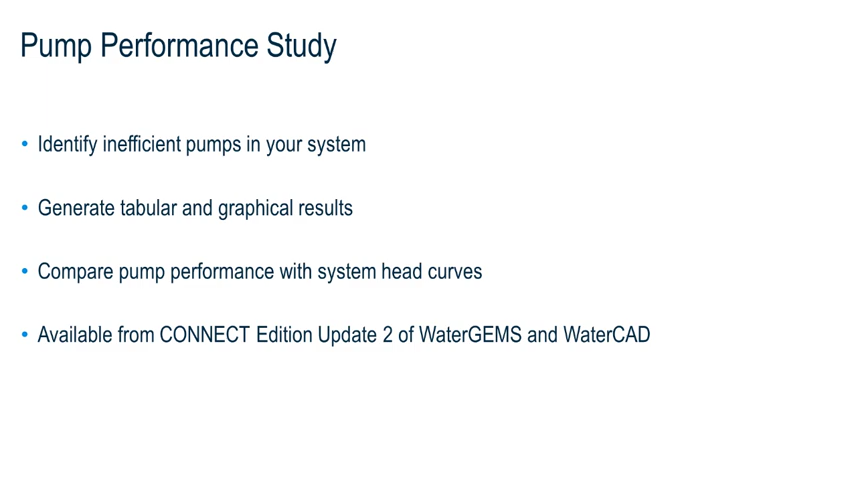 Pump Performance Study
• Identify inefficient pumps in your system
• Generate tabular and graphical results
• Compare pump performance with system head curves
• Available from CONNECT Edition Update 2 of WaterGEMS and WaterCAD